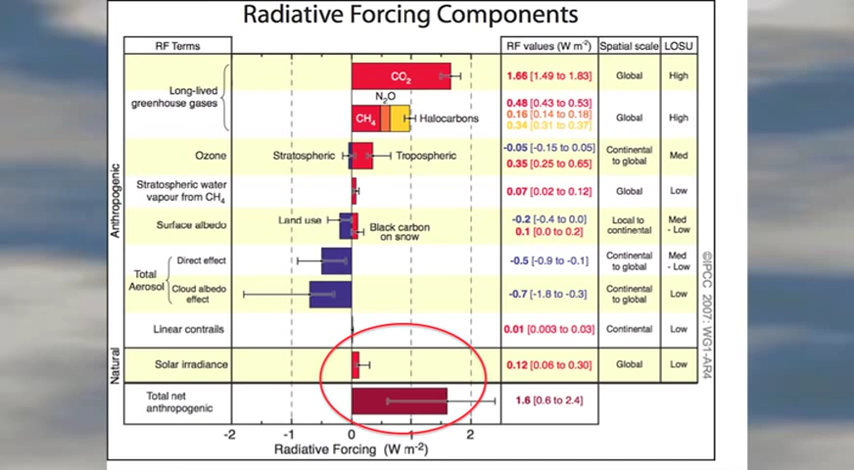 Radiative Forcing Components
RF Terms
RF values (W m⁻²)
Spatial scale
LOSU
Anthropogenic
Long-lived
greenhouse gases
CO₂
1.66 [1.49 to 1.83]
Global
High
N₂O
CH₄
Halocarbons
0.48 [0.43 to 0.53]
0.16 [0.14 to 0.18]
0.34 [0.31 to 0.37]
Global
High
Ozone
Stratospheric
Tropospheric
-0.05 [-0.15 to 0.05]
0.35 [0.25 to 0.65]
Continental
to global
Med
Stratospheric water
vapour from CH₄
0.07 [0.02 to 0.12]
Global
Low
Surface albedo
Land use
Black carbon
on snow
-0.2 [-0.4 to 0.0]
0.1 [0.0 to 0.2]
Local to
continental
Med
- Low
Total
Aerosol
Direct effect
-0.5 [-0.9 to -0.1]
Continental
to global
Med
- Low
Cloud albedo
effect
-0.7 [-1.8 to -0.3]
Continental
to global
Low
Linear contrails
0.01 [0.003 to 0.03]
Continental
Low
Natural
Solar irradiance
0.12 [0.06 to 0.30]
Global
Low
Total net
anthropogenic
1.6 [0.6 to 2.4]
-2 -1 0 1 2
Radiative Forcing (W m⁻²)
©IPCC 2007: WG1-AR4